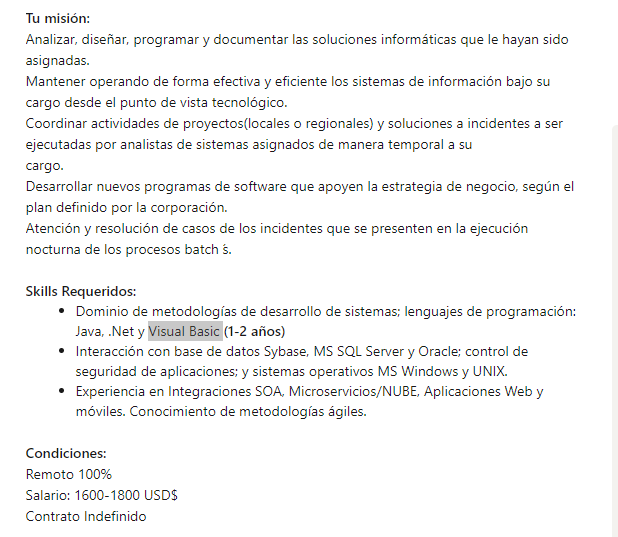 Tu misión:
Analizar, diseñar, programar y documentar las soluciones informáticas que le hayan sido
asignadas.
Mantener operando de forma efectiva y eficiente los sistemas de información bajo su
cargo desde el punto de vista tecnológico.
Coordinar actividades de proyectos(locales o regionales) y soluciones a incidentes a ser
ejecutadas por analistas de sistemas asignados de manera temporal a su
cargo.
Desarrollar nuevos programas de software que apoyen la estrategia de negocio, según el
plan definido por la corporación.
Atención y resolución de casos de los incidentes que se presenten en la ejecución
nocturna de los procesos batch ́s.
Skills Requeridos:
• Dominio de metodologías de desarrollo de sistemas; lenguajes de programación:
Java, .Net y Visual Basic (1-2 años)
• Interacción con base de datos Sybase, MS SQL Server y Oracle; control de
seguridad de aplicaciones; y sistemas operativos MS Windows y UNIX.
• Experiencia en Integraciones SOA, Microservicios/NUBE, Aplicaciones Web y
móviles. Conocimiento de metodologías ágiles.
Condiciones:
Remoto 100%
Salario: 1600-1800 USD$
Contrato Indefinido